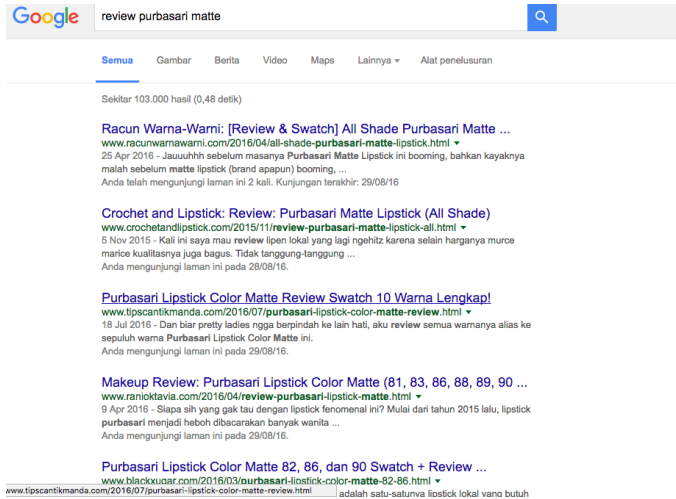 Google review purbasari matte
Semua Gambar Berita Video Maps Lainnya Alat penelusuran
Sekitar 103.000 hasil (0,48 detik)
Racun Warna-Warni: [Review & Swatch] All Shade Purbasari Matte ...
www.racunwarnawarni.com/2016/04/all-shade-purbasari-matte-lipstick.html
25 Apr 2016 - Jauuuhhh sebelum masanya Purbasari Matte Lipstick ini booming, bahkan kayaknya
malah sebelum matte lipstick (brand apapun) booming, ...
Anda telah mengunjungi laman ini 2 kali. Kunjungan terakhir: 29/08/16
Crochet and Lipstick: Review: Purbasari Matte Lipstick (All Shade)
www.crochetandlipstick.com/2015/11/review-purbasari-matte-lipstick-all.html
5 Nov 2015 - Kali ini saya mau review lipen lokal yang lagi ngehitz karena selain harganya murce
marice kualitasnya juga bagus. Tidak tanggung-tanggung ...
Anda mengunjungi laman ini pada 28/08/16.
Purbasari Lipstick Color Matte Review Swatch 10 Warna Lengkap!
www.tipscantikmanda.com/2016/07/purbasari-lipstick-color-matte-review.html
18 Jul 2016 - Dan biar pretty ladies ngga berpindah ke lain hati, aku review semua warnanya alias ke
sepuluh warna Purbasari Lipstick Color Matte ini.
Anda mengunjungi laman ini pada 29/08/16.
Makeup Review: Purbasari Lipstick Color Matte (81, 83, 86, 88, 89, 90 ...
www.ranioktavia.com/2016/04/review-purbasari-lipstick-matte.html
9 Apr 2016 - Siapa sih yang gak tau dengan lipstick fenomenal ini? Mulai dari tahun 2015 lalu, lipstick
purbasari menjadi heboh dibacarakan banyak wanita ...
Anda mengunjungi laman ini pada 29/08/16.
Purbasari Lipstick Color Matte 82, 86, dan 90 Swatch + Review ...
www.blackxugar.com/2016/03/purbasari-lipstick-color-matte-82-86.html
www.tipscantikmanda.com/2016/07/purbasari-lipstick-color-matte-review.html adalah satu-satunya lipstick lokal yang butuh